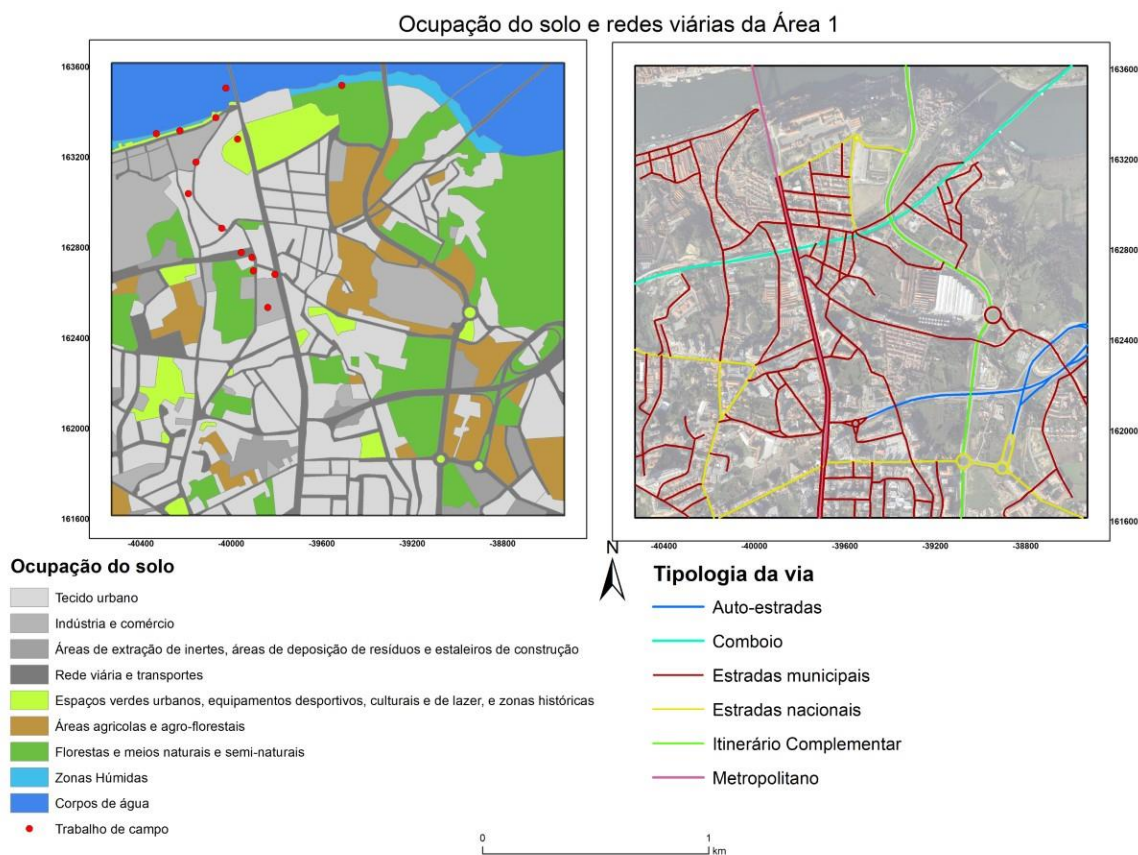 Ocupação do solo e redes viárias da Área 1
163600
163200
162800
162400
162000
161600
-40400
-40000
-39600
-39200
-38800
163600
163200
162800
162400
162000
161600
-40400
-40000
-39600
-39200
-38800
N
Ocupação do solo
Tecido urbano
Indústria e comércio
Áreas de extração de inertes, áreas de deposição de resíduos e estaleiros de construção
Rede viária e transportes
Espaços verdes urbanos, equipamentos desportivos, culturais e de lazer, e zonas históricas
Áreas agricolas e agro-florestais
Florestas e meios naturais e semi-naturais
Zonas Húmidas
Corpos de água
Trabalho de campo
Tipologia da via
Auto-estradas
Comboio
Estradas municipais
Estradas nacionais
Itinerário Complementar
Metropolitano
0
1
km